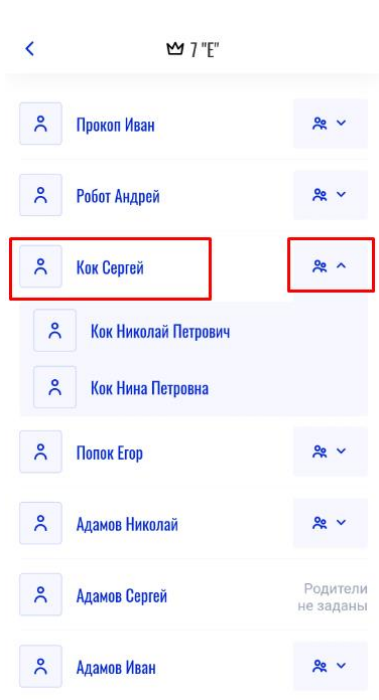 7 "Е"
Прокоп Иван
Робот Андрей
Кок Сергей
Кок Николай Петрович
Кок Нина Петровна
Попок Егор
Адамов Николай
Адамов Сергей
Родители
не заданы
Адамов Иван